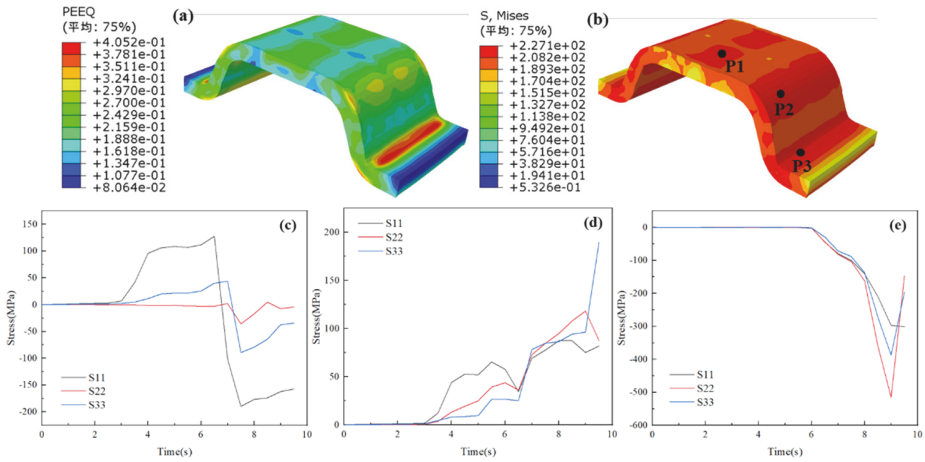 PEEQ
(平均: 75%)
+4.052e-01
+3.781e-01
+3.511e-01
+3.241e-01
+2.970e-01
+2.700e-01
+2.429e-01
+2.159e-01
+1.888e-01
+1.618e-01
+1.347e-01
+1.077e-01
+8.064e-02
(a)
S, Mises
(平均: 75%)
+2.271e+02
+2.082e+02
+1.893e+02
+1.704e+02
+1.515e+02
+1.327e+02
+1.138e+02
+9.492e+01
+7.604e+01
+5.716e+01
+3.829e+01
+1.941e+01
+5.326e-01
(b)
P1
P2
P3
(c)
Stress(MPa)
150
100
50
0
-50
-100
-150
-200
S11
S22
S33
0 2 4 6 8 10
Time(s)
(d)
Stress(MPa)
200
150
100
50
0
S11
S22
S33
0 2 4 6 8 10
Time(s)
(e)
Stress(MPa)
0
-100
-200
-300
-400
-500
-600
S11
S22
S33
0 2 4 6 8 10
Time(s)